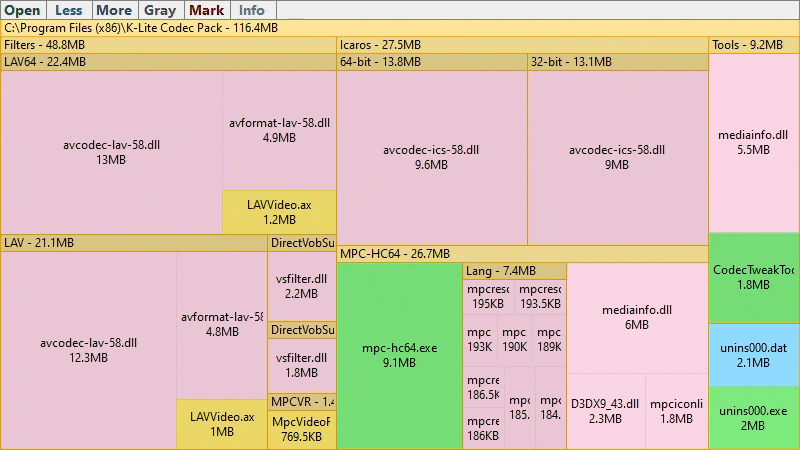 Open Less More Gray Mark Info
C:\Program Files (x86)\K-Lite Codec Pack - 116.4MB
Filters - 48.8MB
LAV64 - 22.4MB
avcodec-lav-58.dll
13MB
avformat-lav-58.dll
4.9MB
LAVVideo.ax
1.2MB
LAV - 21.1MB
avcodec-lav-58.dll
12.3MB
avformat-lav-58
4.8MB
LAVVideo.ax
1MB
DirectVobSu
vsfilter.dll
2.2MB
DirectVobSu
vsfilter.dll
1.8MB
MPCVR - 1.4
MpcVideoF
769.5KB
Icaros - 27.5MB
64-bit - 13.8MB
avcodec-ics-58.dll
9.6MB
32-bit - 13.1MB
avcodec-ics-58.dll
9MB
MPC-HC64 - 26.7MB
mpc-hc64.exe
9.1MB
Lang - 7.4MB
mpcresc
195KB
mpcresc
193.5KB
mpc
193K
mpc
190K
mpc
189K
mpcre
186.5K
mpcre
186KB
mpc
185.
mpc
184.
mediainfo.dll
6MB
D3DX9_43.dll
2.3MB
mpciconli
1.8MB
Tools - 9.2MB
mediainfo.dll
5.5MB
CodecTweakToo
1.8MB
unins000.dat
2.1MB
unins000.exe
2MB